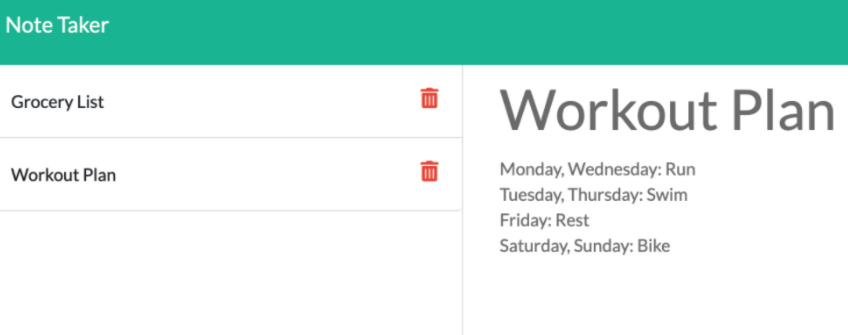 Note Taker
Grocery List
Workout Plan
Workout Plan
Monday, Wednesday: Run
Tuesday, Thursday: Swim
Friday: Rest
Saturday, Sunday: Bike